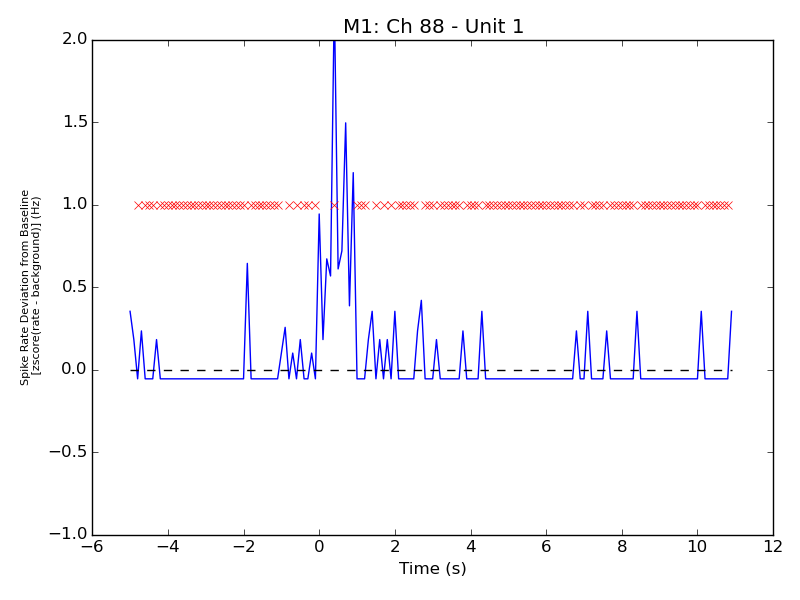 M1: Ch 88 - Unit 1
2.0
1.5
1.0
0.5
0.0
−0.5
−1.0
Spike Rate Deviation from Baseline
[zscore(rate - background)] (Hz)
−6 −4 −2 0 2 4 6 8 10 12
Time (s)